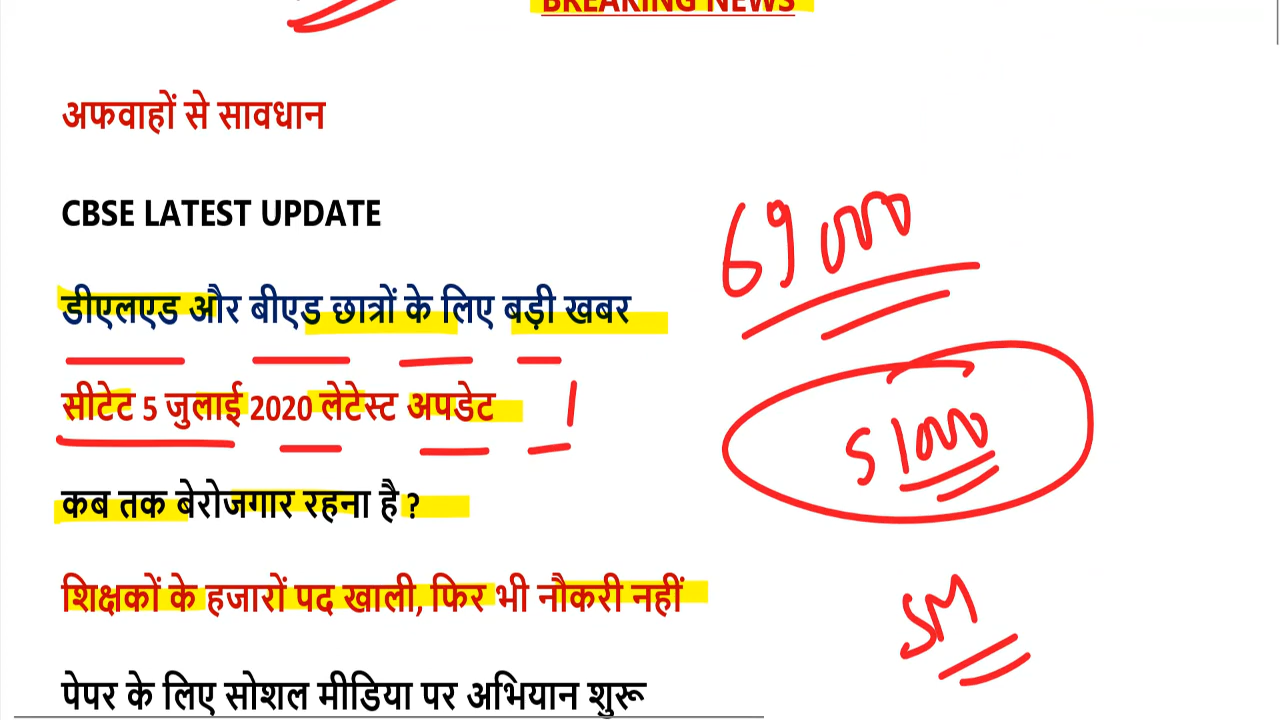 BREAKING NEWS
अफवाहों से सावधान
CBSE LATEST UPDATE
डीएलएड और बीएड छात्रों के लिए बड़ी खबर
सीटेट 5 जुलाई 2020 लेटेस्ट अपडेट
कब तक बेरोजगार रहना है ?
शिक्षकों के हजारों पद खाली, फिर भी नौकरी नहीं
पेपर के लिए सोशल मीडिया पर अभियान शुरू
69000
51000
SM